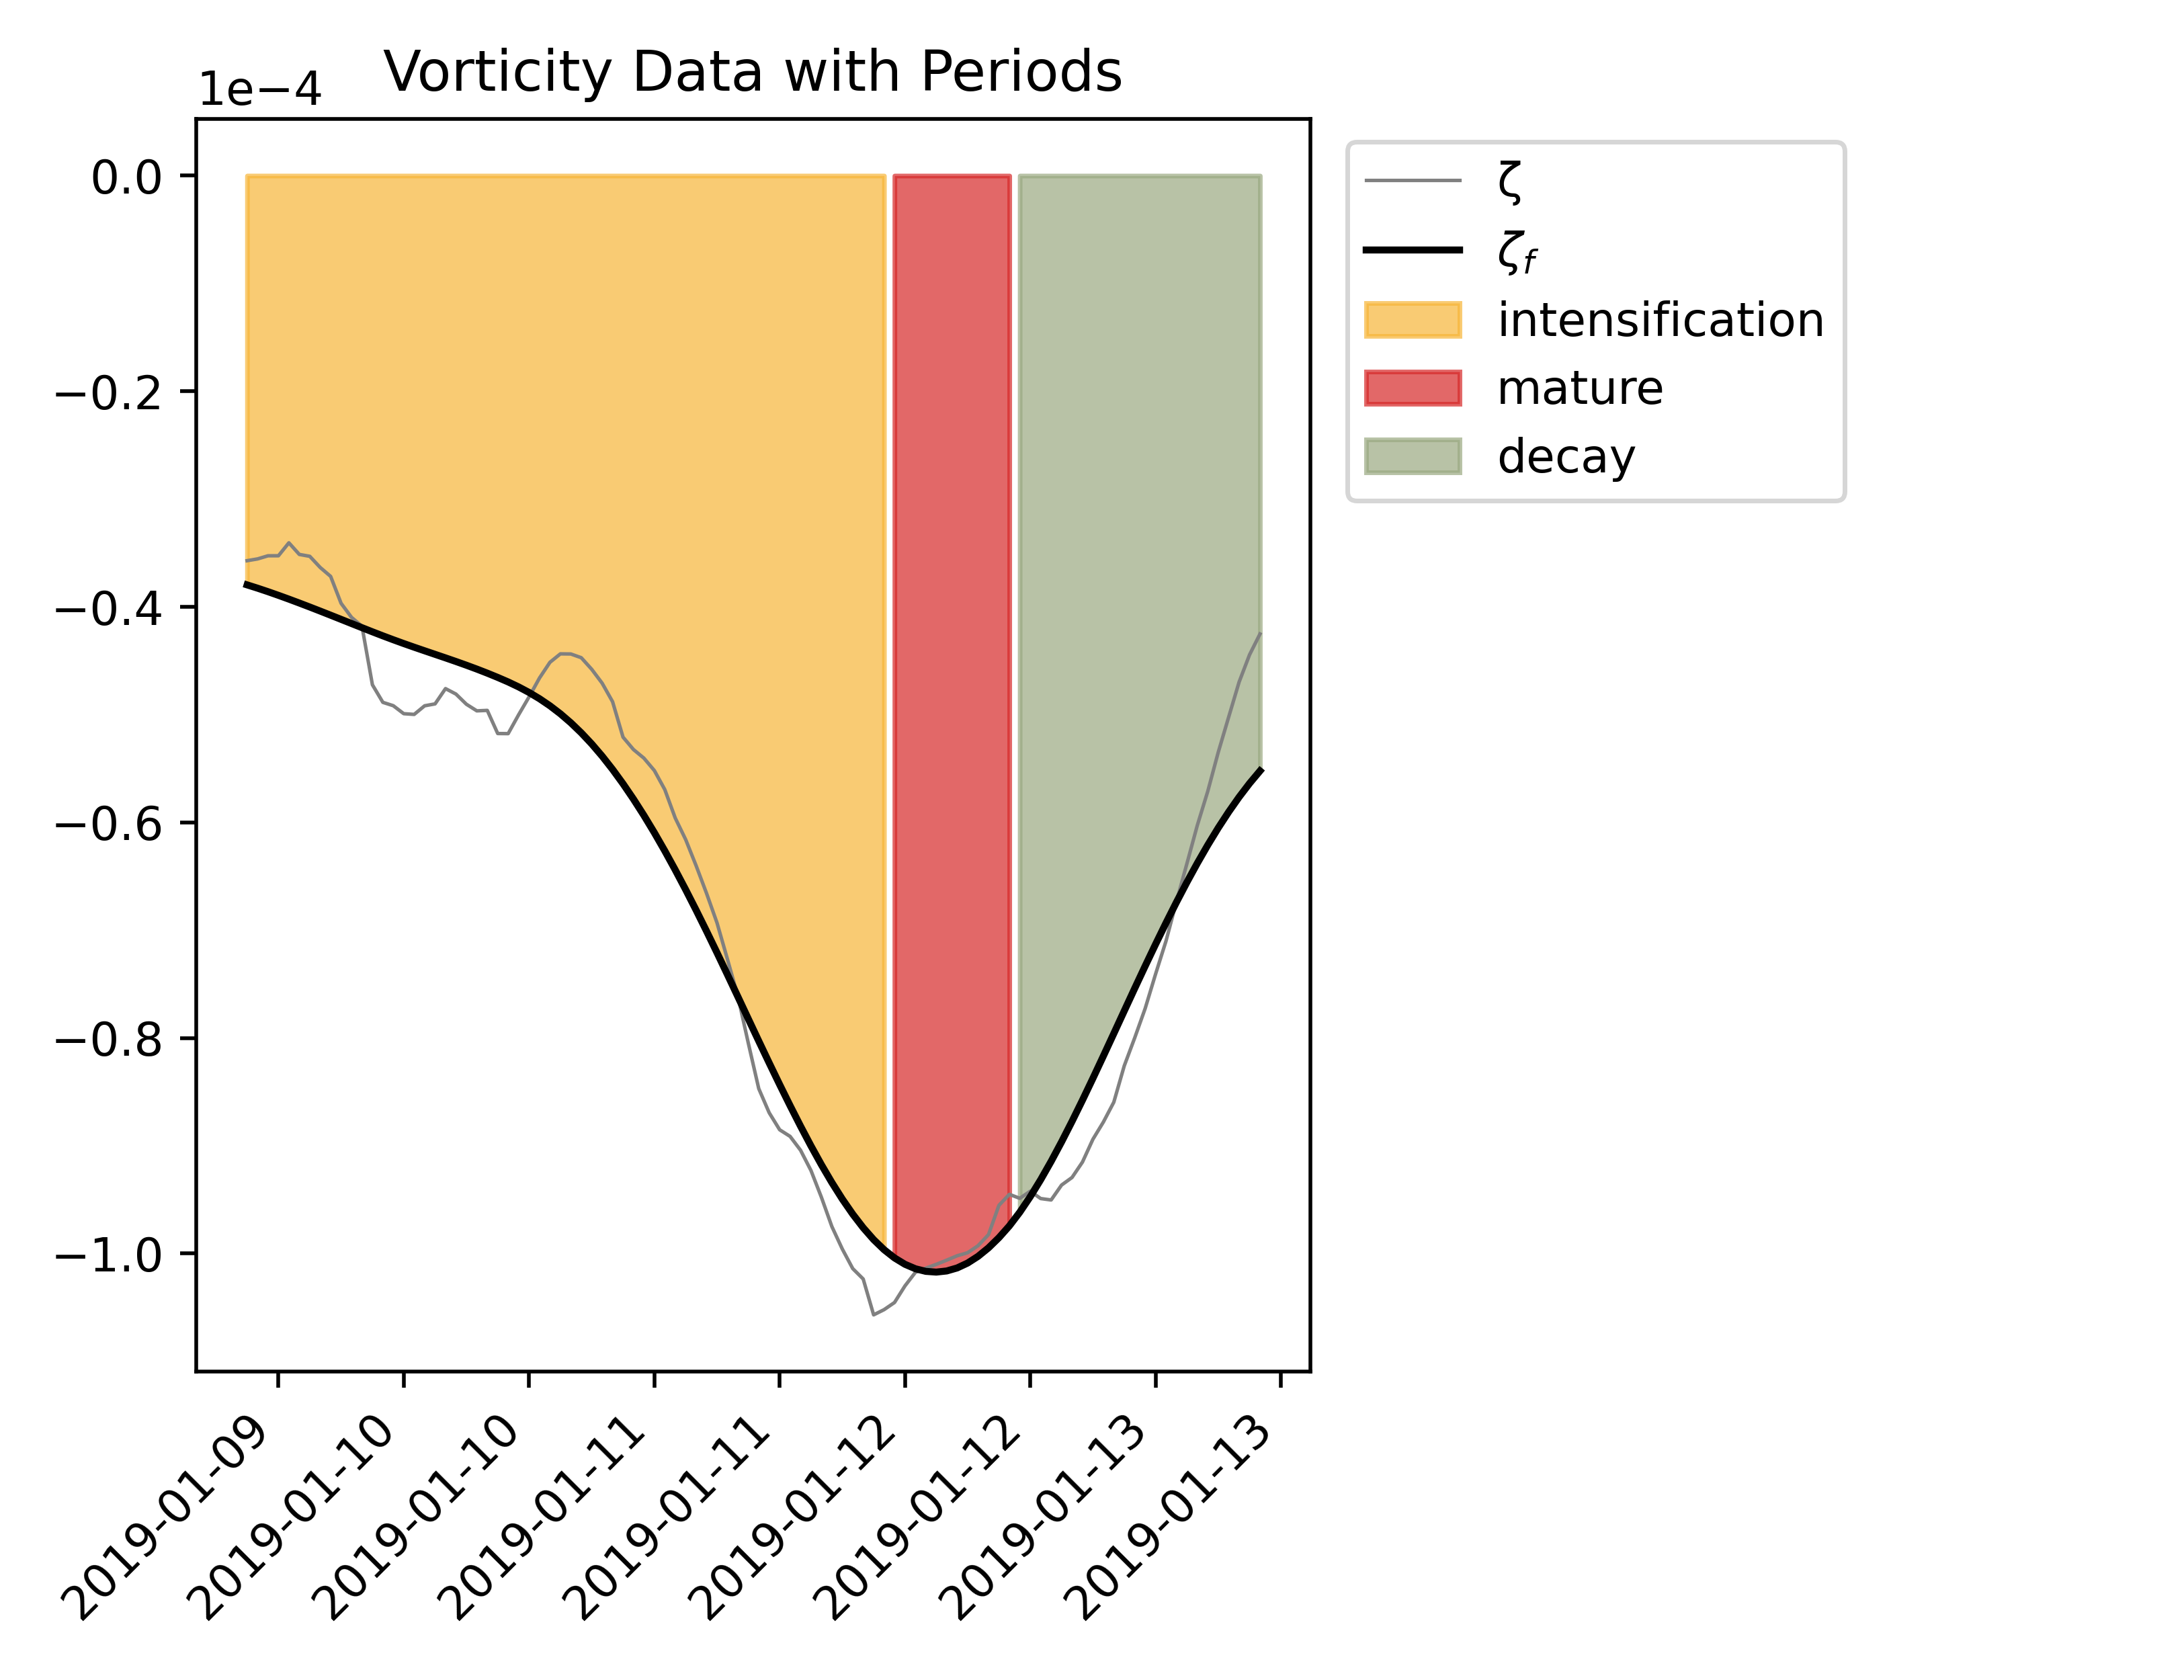 Vorticity Data with Periods
1e−4
0.0
−0.2
−0.4
−0.6
−0.8
−1.0
2019-01-09
2019-01-10
2019-01-10
2019-01-11
2019-01-11
2019-01-12
2019-01-12
2019-01-13
2019-01-13
ζ
ζf
intensification
mature
decay